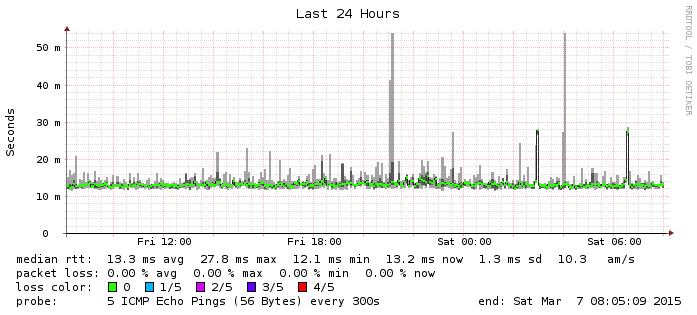 Last 24 Hours
RRDTOOL / TOBI OETIKER
Seconds
50 m
40 m
30 m
20 m
10 m
0
Fri 12:00 Fri 18:00 Sat 00:00 Sat 06:00
median rtt: 13.3 ms avg 27.8 ms max 12.1 ms min 13.2 ms now 1.3 ms sd 10.3 am/s
packet loss: 0.00 % avg 0.00 % max 0.00 % min 0.00 % now
loss color: 0 1/5 2/5 3/5 4/5
probe: 5 ICMP Echo Pings (56 Bytes) every 300s end: Sat Mar 7 08:05:09 2015